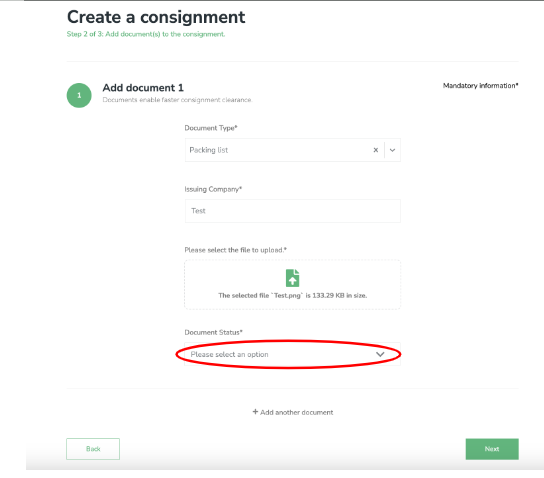 Create a consignment
Step 2 of 3: Add document(s) to the consignment.
1
Add document 1
Mandatory information*
Documents enable faster consignment clearance.
Document Type*
Packing list
Issuing Company*
Test
Please select the file to upload.*
The selected file `Test.png` is 133.29 KB in size.
Document Status*
Please select an option
+ Add another document
Back
Next